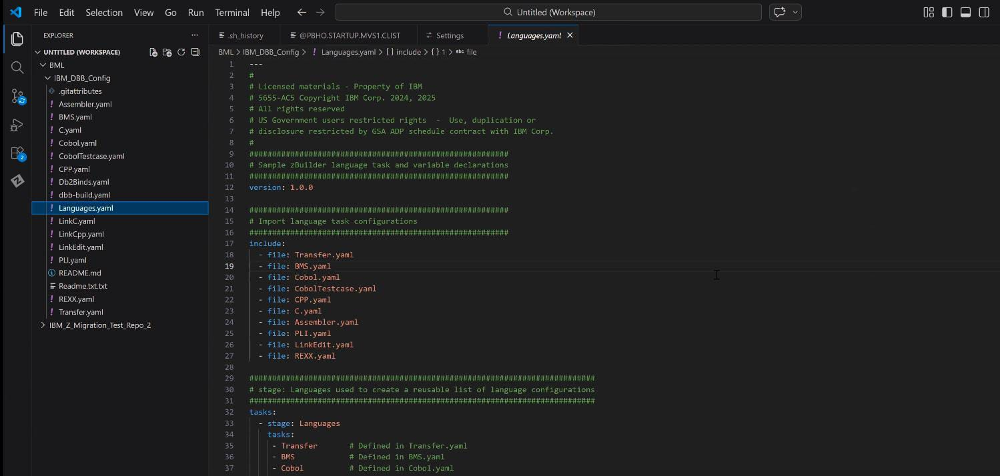 File Edit Selection View Go Run Terminal Help
Untitled (Workspace)
EXPLORER
UNTITLED (WORKSPACE)
BML
IBM_DBB_Config
.gitattributes
! Assembler.yaml
! BMS.yaml
! C.yaml
! Cobol.yaml
! CobolTestcase.yaml
! CPP.yaml
! Db2Binds.yaml
! dbb-build.yaml
! Languages.yaml
! LinkC.yaml
! LinkCpp.yaml
! LinkEdit.yaml
! PLI.yaml
README.md
Readme.txt.txt
! REXX.yaml
! Transfer.yaml
IBM_Z_Migration_Test_Repo_2
2
.sh_history @PBHO.STARTUP.MVS1.CLIST Settings ! Languages.yaml
BML > IBM_DBB_Config > ! Languages.yaml > [ ] include > { } 1 > abc file
1 ---
2 #
3 # Licensed materials - Property of IBM
4 # 5655-AC5 Copyright IBM Corp. 2024, 2025
5 # All rights reserved
6 # US Government users restricted rights  -  Use, duplication or
7 # disclosure restricted by GSA ADP schedule contract with IBM Corp.
8 #
9 #########################################################
10 # Sample zBuilder language task and variable declarations
11 #########################################################
12 version: 1.0.0
13
14 #########################################################
15 # Import language task configurations
16 #########################################################
17 include:
18   - file: Transfer.yaml
19   - file: BMS.yaml
20   - file: Cobol.yaml
21   - file: CobolTestcase.yaml
22   - file: CPP.yaml
23   - file: C.yaml
24   - file: Assembler.yaml
25   - file: PLI.yaml
26   - file: LinkEdit.yaml
27   - file: REXX.yaml
28
29 ############################################################################
30 # stage: Languages used to create a reusable list of language configurations
31 ############################################################################
32 tasks:
33   - stage: Languages
34     tasks:
35      - Transfer       # Defined in Transfer.yaml
36      - BMS            # Defined in BMS.yaml
37      - Cobol          # Defined in Cobol.yaml